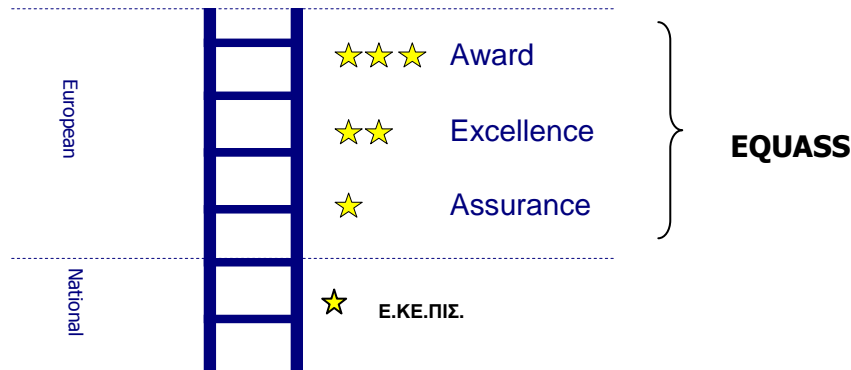 European
Award
Excellence
Assurance
EQUASS
National
Ε.ΚΕ.ΠΙΣ.